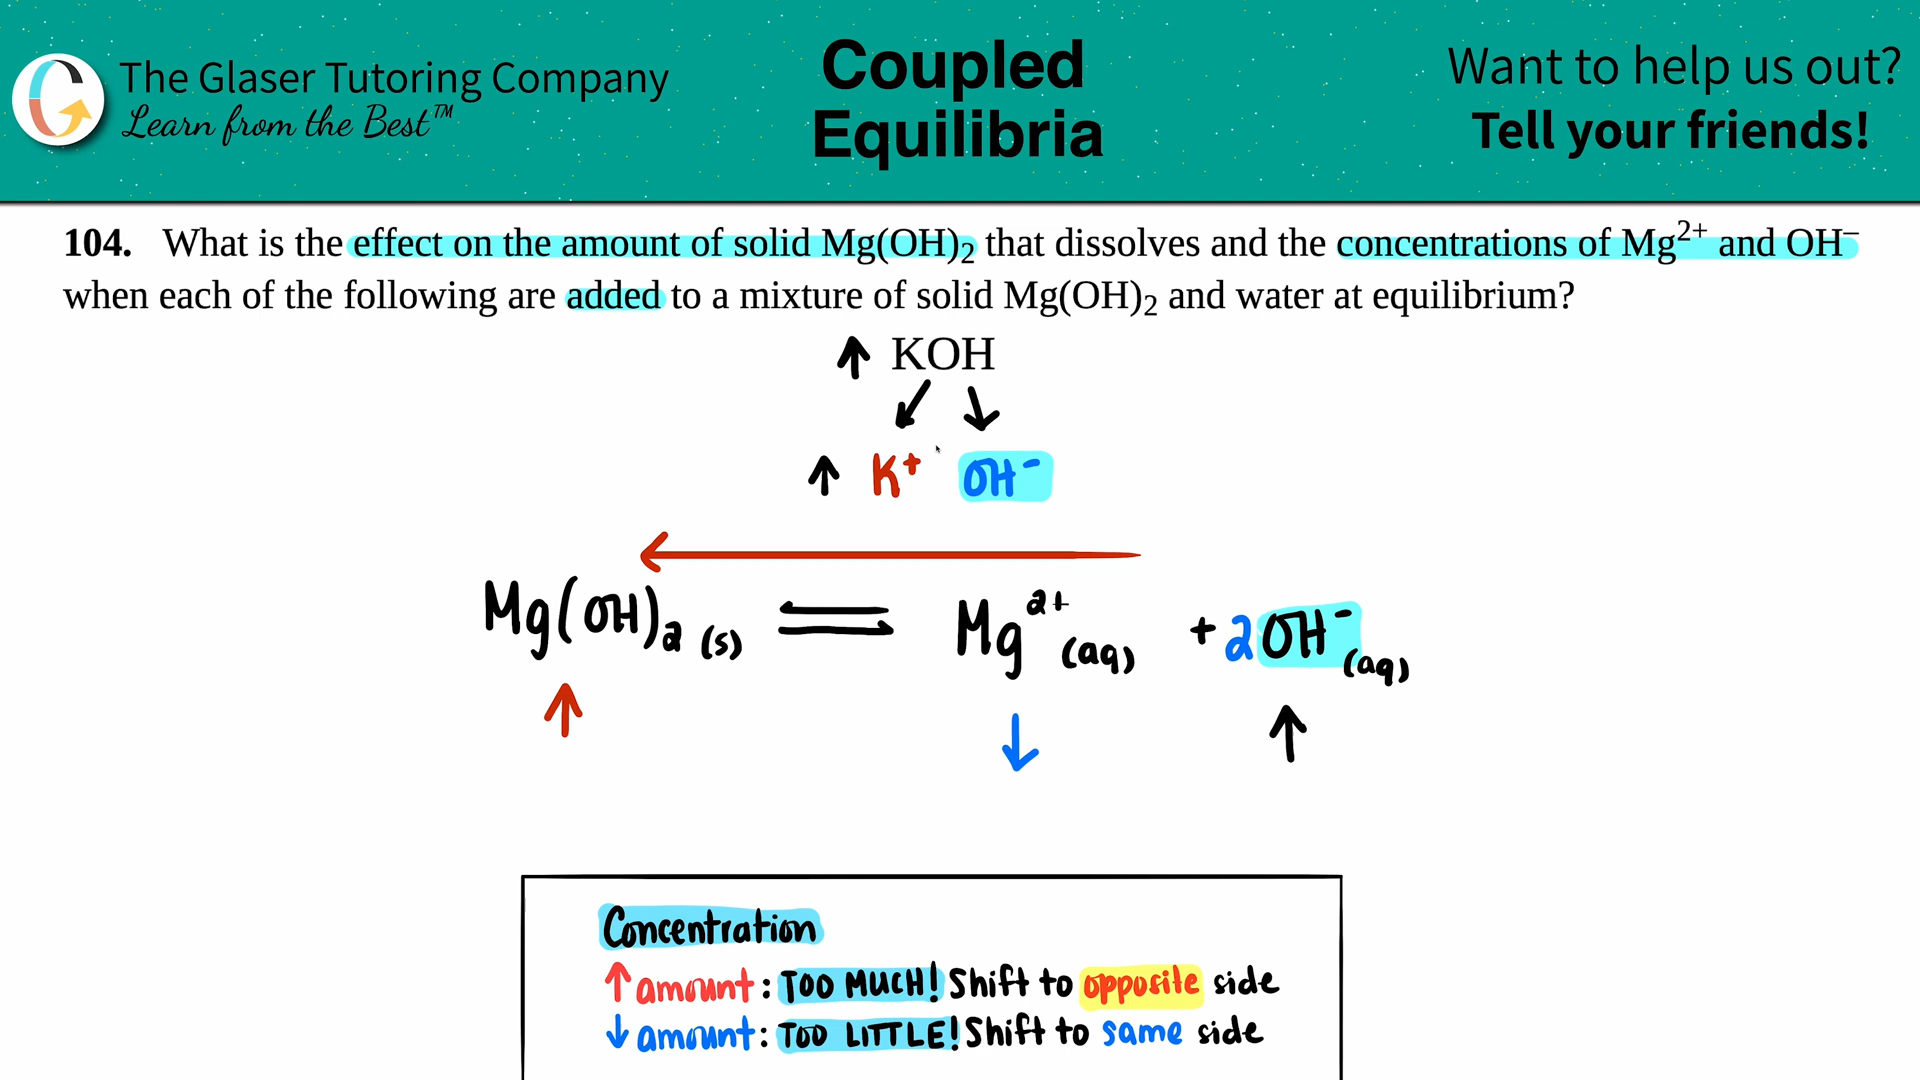 The Glaser Tutoring Company
Learn from the Best™
Coupled
Equilibria
Want to help us out?
Tell your friends!
104. What is the effect on the amount of solid Mg(OH)₂ that dissolves and the concentrations of Mg²⁺ and OH⁻
when each of the following are added to a mixture of solid Mg(OH)₂ and water at equilibrium?
↑ KOH
↙ ↘
↑ K⁺ OH⁻
←
Mg(OH)₂ (s) ⇌ Mg²⁺ (aq) + 2OH⁻ (aq)
↑ ↓ ↑
Concentration
↑ amount: TOO MUCH! Shift to opposite side
↓ amount: TOO LITTLE! Shift to same side